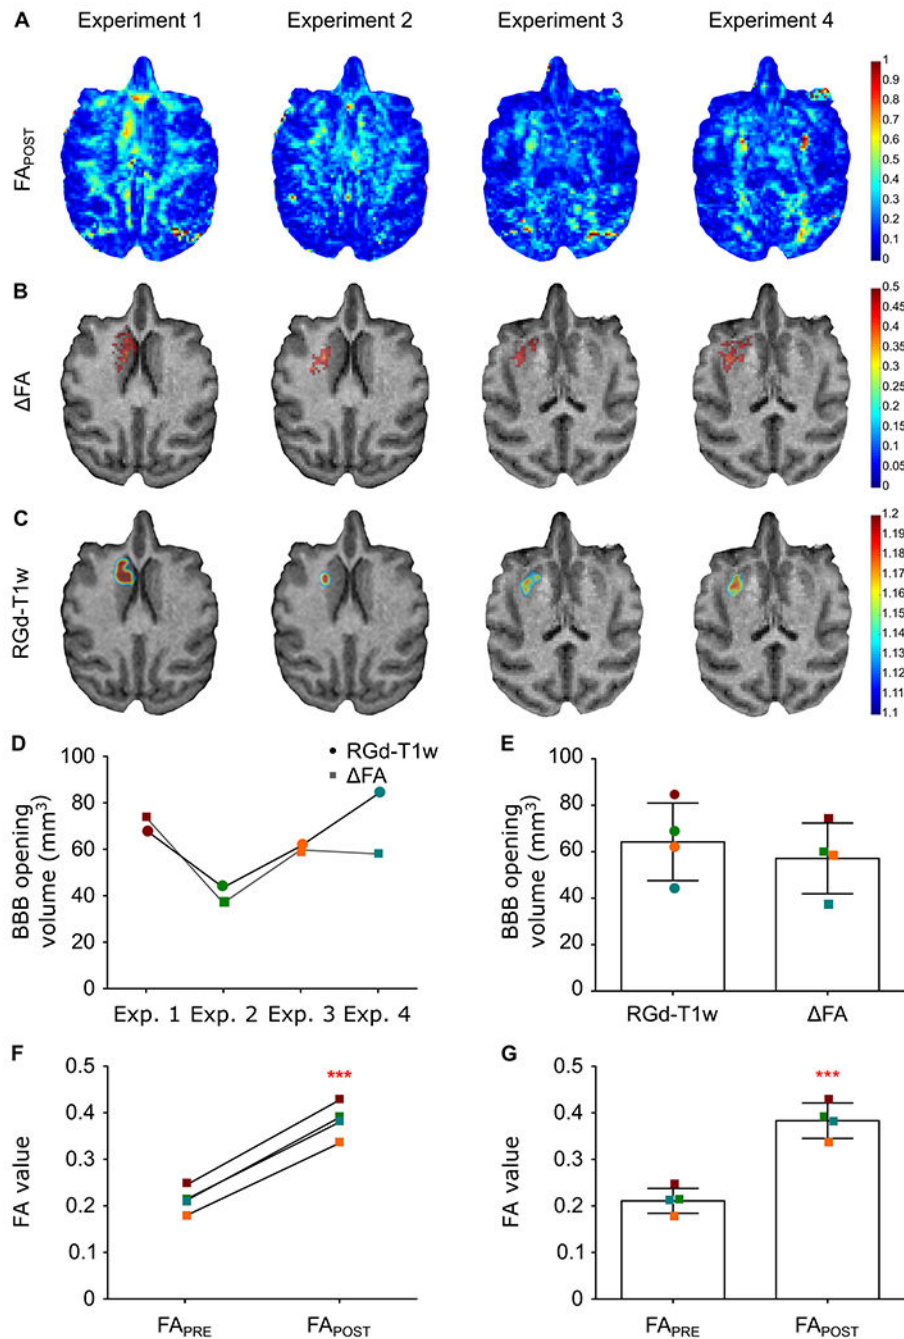 A Experiment 1 Experiment 2 Experiment 3 Experiment 4
FAPOST
1
0.9
0.8
0.7
0.6
0.5
0.4
0.3
0.2
0.1
0
B
ΔFA
0.5
0.45
0.4
0.35
0.3
0.25
0.2
0.15
0.1
0.05
0
C
RGd-T1w
1.2
1.19
1.18
1.17
1.16
1.15
1.14
1.13
1.12
1.11
1.1
D
BBB opening
volume (mm³)
100
80
60
40
20
0
RGd-T1w
ΔFA
Exp. 1 Exp. 2 Exp. 3 Exp. 4
E
BBB opening
volume (mm³)
100
80
60
40
20
0
RGd-T1w ΔFA
F
FA value
0.5
0.4
0.3
0.2
0.1
0
***
FAPRE FAPOST
G
FA value
0.5
0.4
0.3
0.2
0.1
0
***
FAPRE FAPOST